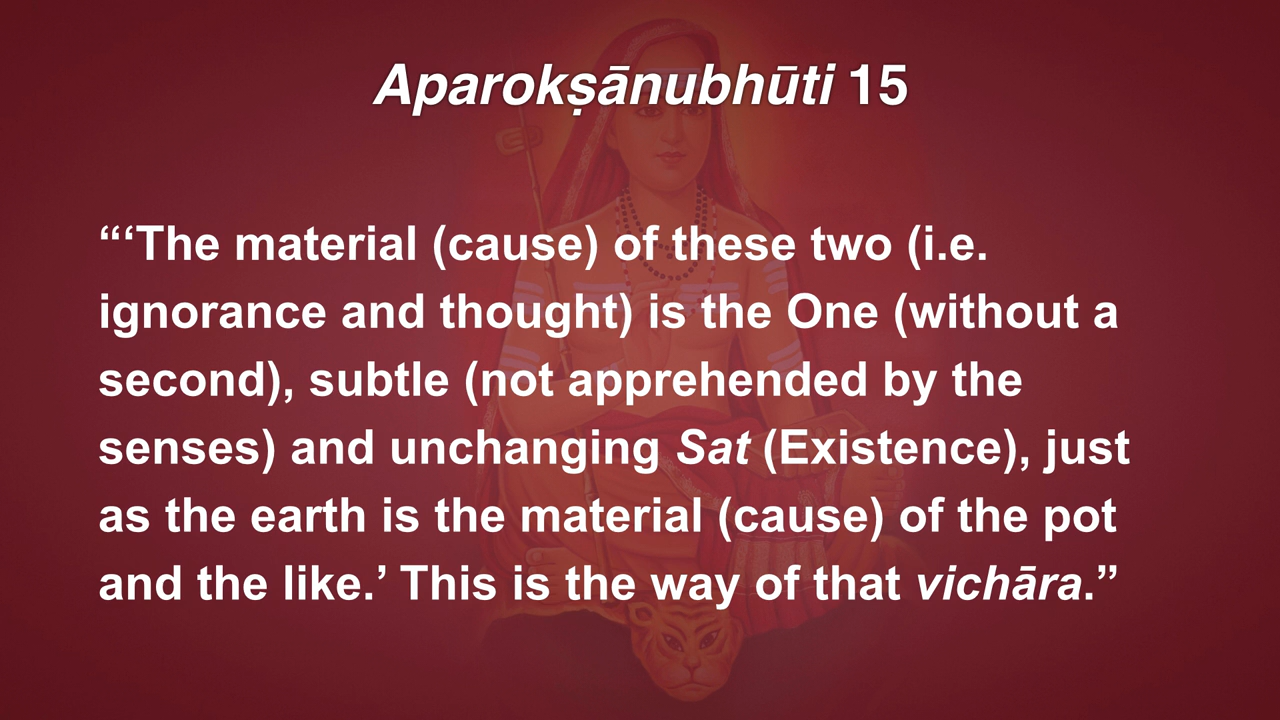 Aparokṣānubhūti 15
“‘The material (cause) of these two (i.e.
ignorance and thought) is the One (without a
second), subtle (not apprehended by the
senses) and unchanging Sat (Existence), just
as the earth is the material (cause) of the pot
and the like.’ This is the way of that vichāra.”